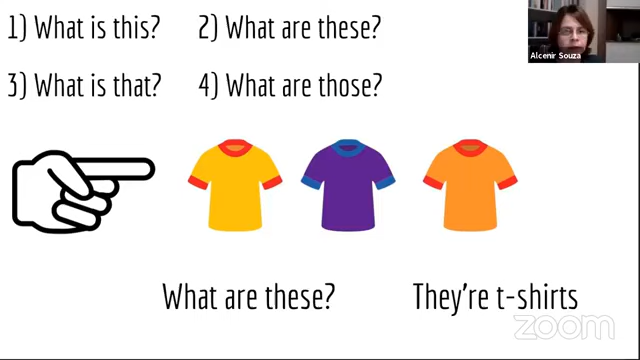 1) What is this? 2) What are these?
Alcenir Souza
3) What is that? 4) What are those?
What are these? They're t-shirts
zoom